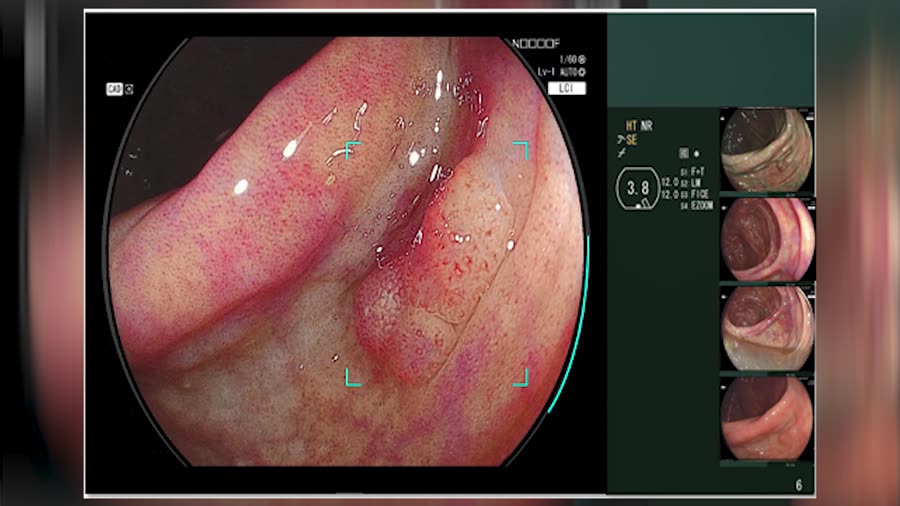 N□□□□F
1/60
Lv-1 AUTO
LCI
CAD
HT NR
SE
3.8
S1: F+T
12.0 S2: LM
12.0 S3: FICE
S4: EZOOM
6